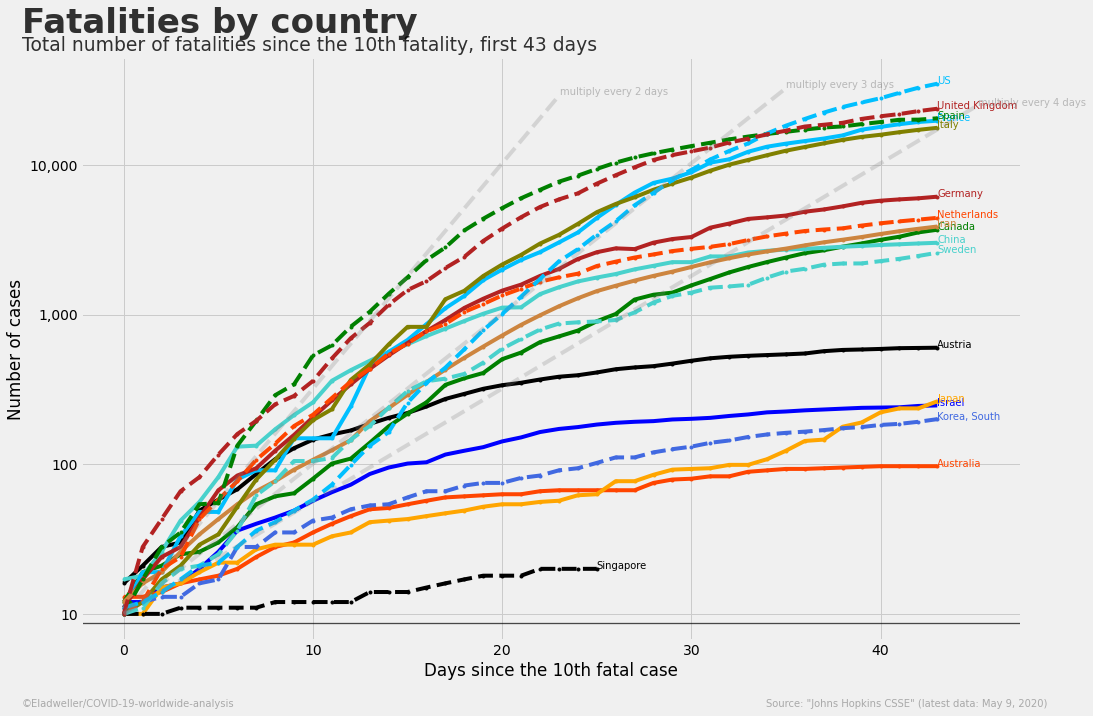 Fatalities by country
Total number of fatalities since the 10th fatality, first 43 days
US
multiply every 2 days
multiply every 3 days
multiply every 4 days
United Kingdom
Spain
France
Italy
10,000
Germany
Netherlands
Canada
China
Sweden
1,000
Number of cases
Austria
Japan
Israel
Korea, South
100
Australia
Singapore
10
0
10
20
30
40
Days since the 10th fatal case
©Eladweller/COVID-19-worldwide-analysis
Source: "Johns Hopkins CSSE" (latest data: May 9, 2020)